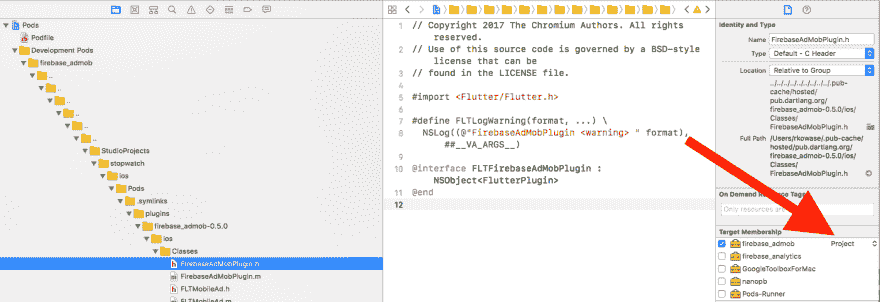 Pods
Podfile
Development Pods
firebase_admob
..
..
..
..
..
..
StudioProjects
stopwatch
ios
Pods
.symlinks
plugins
firebase_admob-0.5.0
ios
Classes
FirebaseAdMobPlugin.h
FirebaseAdMobPlugin.m
FLTMobileAd.h
FLTMobileAd.m
1 // Copyright 2017 The Chromium Authors. All rights
reserved.
2 // Use of this source code is governed by a BSD-style
license that can be
3 // found in the LICENSE file.
4
5 #import <Flutter/Flutter.h>
6
7 #define FLTLogWarning(format, ...) \
8 NSLog((@"FirebaseAdMobPlugin <warning> " format),
##__VA_ARGS__)
9
10 @interface FLTFirebaseAdMobPlugin :
NSObject<FlutterPlugin>
11 @end
12
Identity and Type
Name FirebaseAdMobPlugin.h
Type Default - C Header
Location Relative to Group
../../../../../../.pub-
cache/hosted/
pub.dartlang.org/
firebase_admob-0.5.0/ios/
Classes/
FirebaseAdMobPlugin.h
Full Path /Users/rkowase/.pub-cache/
hosted/pub.dartlang.org/
firebase_admob-0.5.0/ios/
Classes/
FirebaseAdMobPlugin.h
On Demand Resource Tags
Only resources are
Target Membership
firebase_admob Project
firebase_analytics
GoogleToolboxForMac
nanopb
Pods-Runner